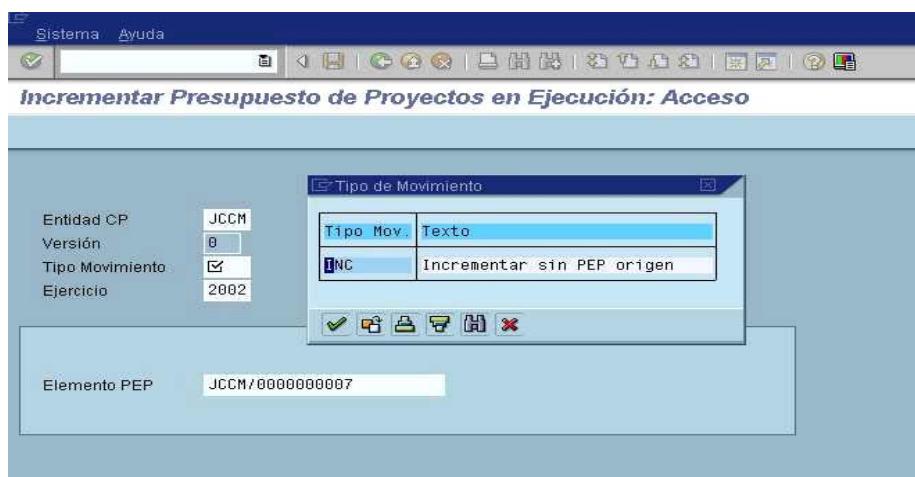 Sistema Ayuda
Incrementar Presupuesto de Proyectos en Ejecución: Acceso
Tipo de Movimiento
Tipo Mov. Texto
INC Incrementar sin PEP origen
Entidad CP JCCM
Versión 0
Tipo Movimiento
Ejercicio 2002
Elemento PEP JCCM/0000000007